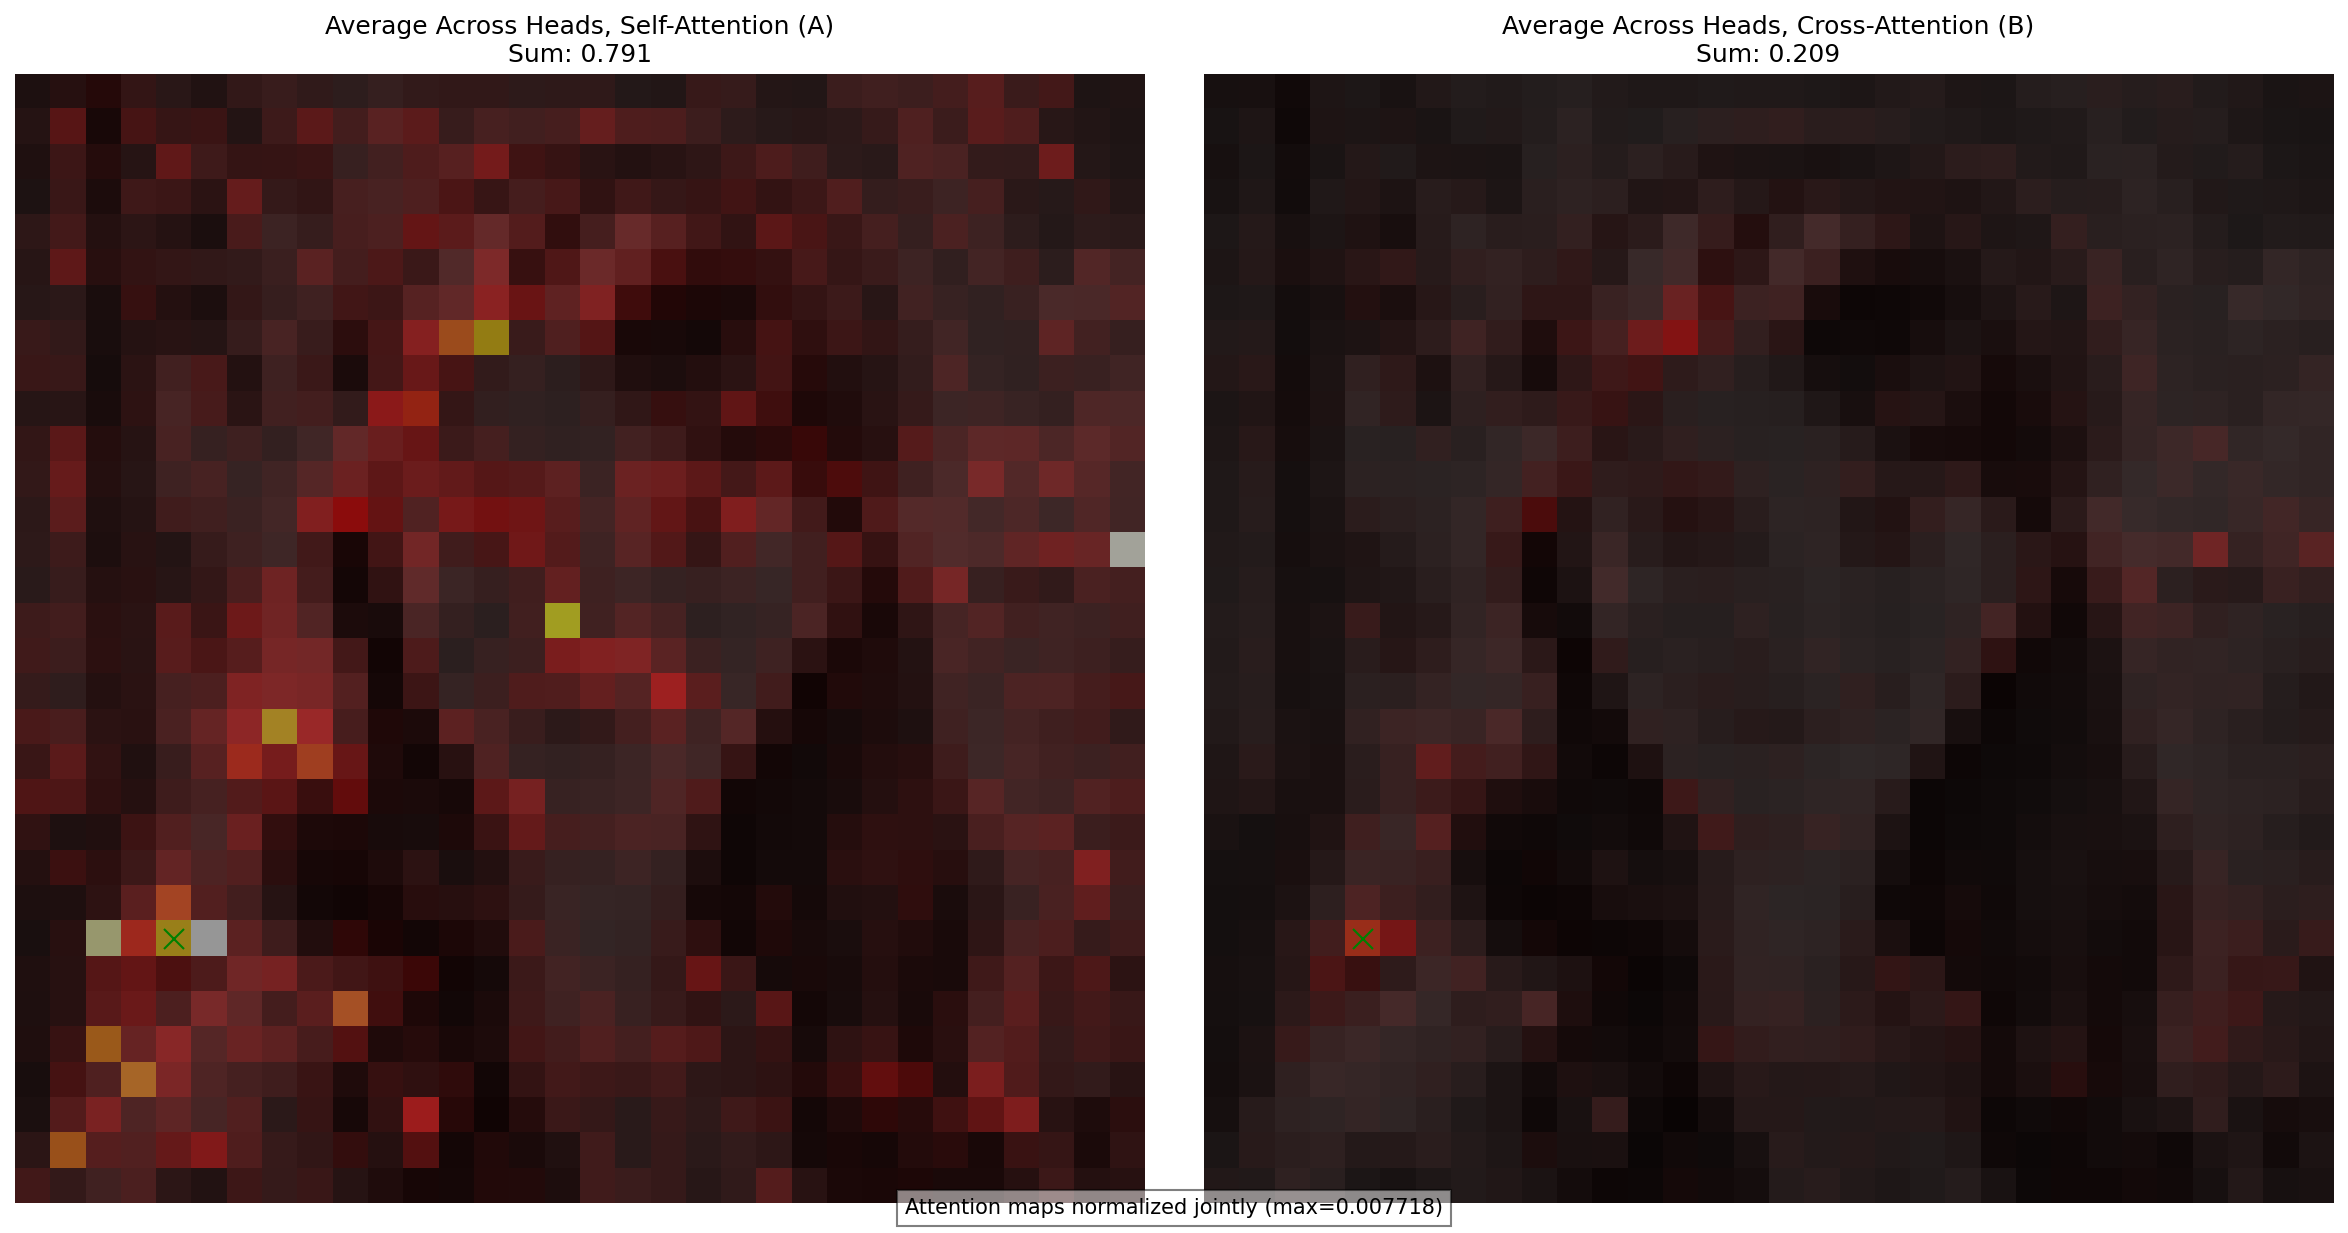 Average Across Heads, Self-Attention (A)
Sum: 0.791
Average Across Heads, Cross-Attention (B)
Sum: 0.209
Attention maps normalized jointly (max=0.007718)